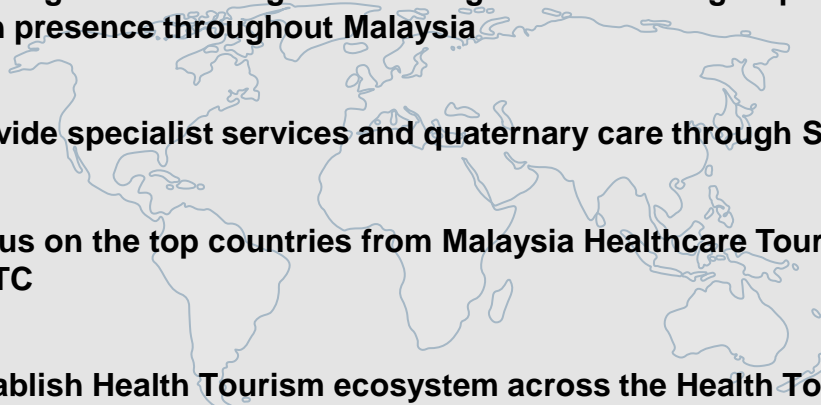 presence throughout Malaysia
vide specialist services and quaternary care through S
us on the top countries from Malaysia Healthcare Tour
TC
ablish Health Tourism ecosystem across the Health To